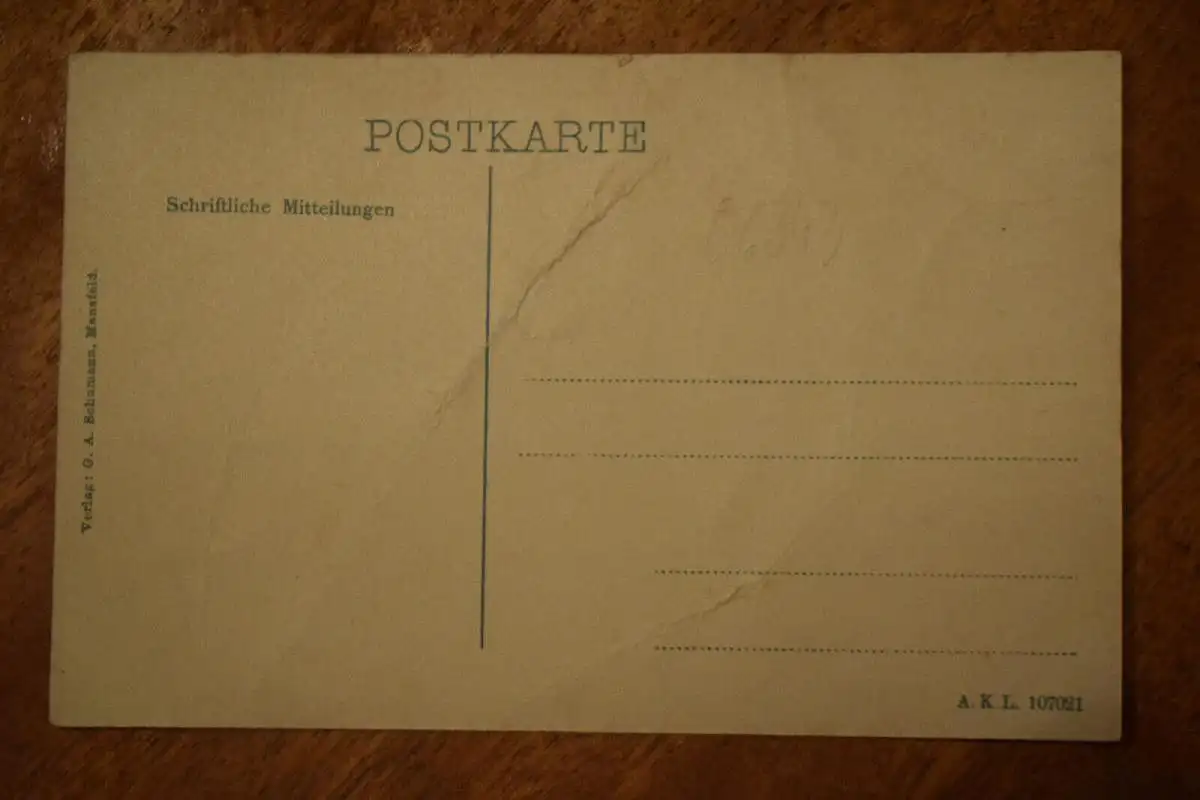 POSTKARTE
Schriftliche Mitteilungen
Verlag: G. A. Schumann, Mansfeld.
A. K. L. 107021